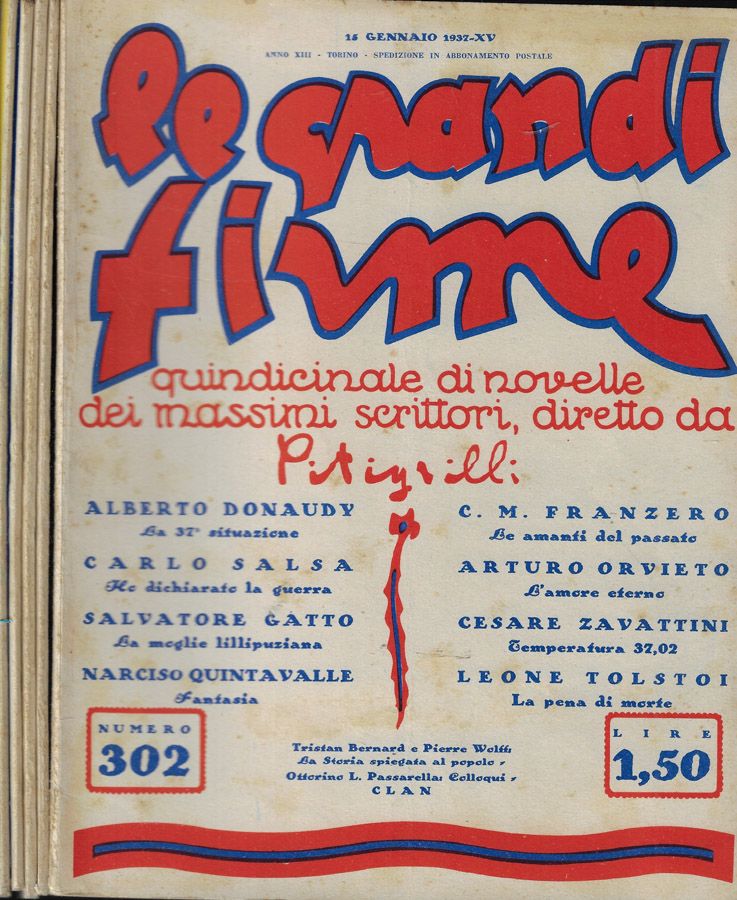 15 GENNAIO 1937-XV
ANNO XIII - TORINO - SPEDIZIONE IN ABBONAMENTO POSTALE
le grandi
firme
quindicinale di novelle
dei massimi scrittori, diretto da
Pitigrilli
ALBERTO DONAUDY
La 37ª situazione
CARLO SALSA
Ho dichiarato la guerra
SALVATORE GATTO
La moglie lillipuziana
NARCISO QUINTAVALLE
Fantasia
C. M. FRANZERO
Le amanti del passato
ARTURO ORVIETO
L'amore eterno
CESARE ZAVATTINI
Temperatura 37,02
LEONE TOLSTOI
La pena di morte
NUMERO
302
Tristan Bernard e Pierre Wolff:
La Storia spiegata al popolo -
Ottorino L. Passarella: Colloqui -
CLAN
LIRE
1,50